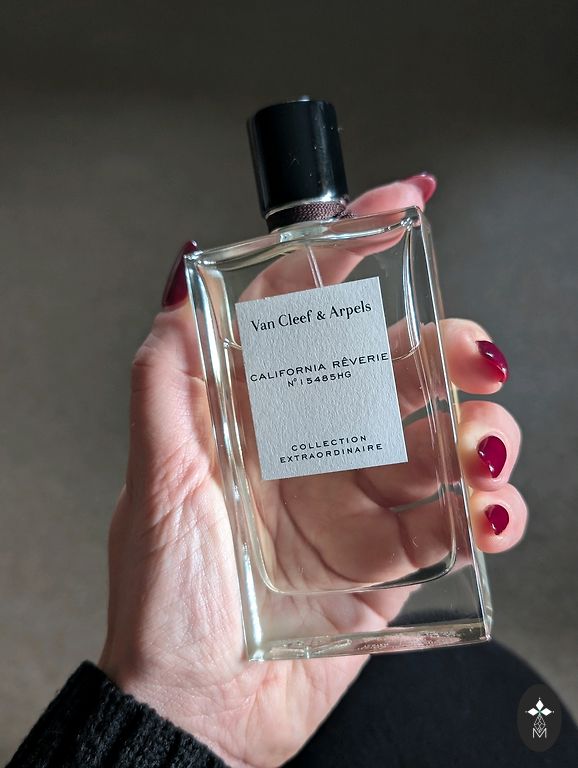 Van Cleef & Arpels
CALIFORNIA RÊVERIE
N°15485HG
COLLECTION
EXTRAORDINAIRE
M